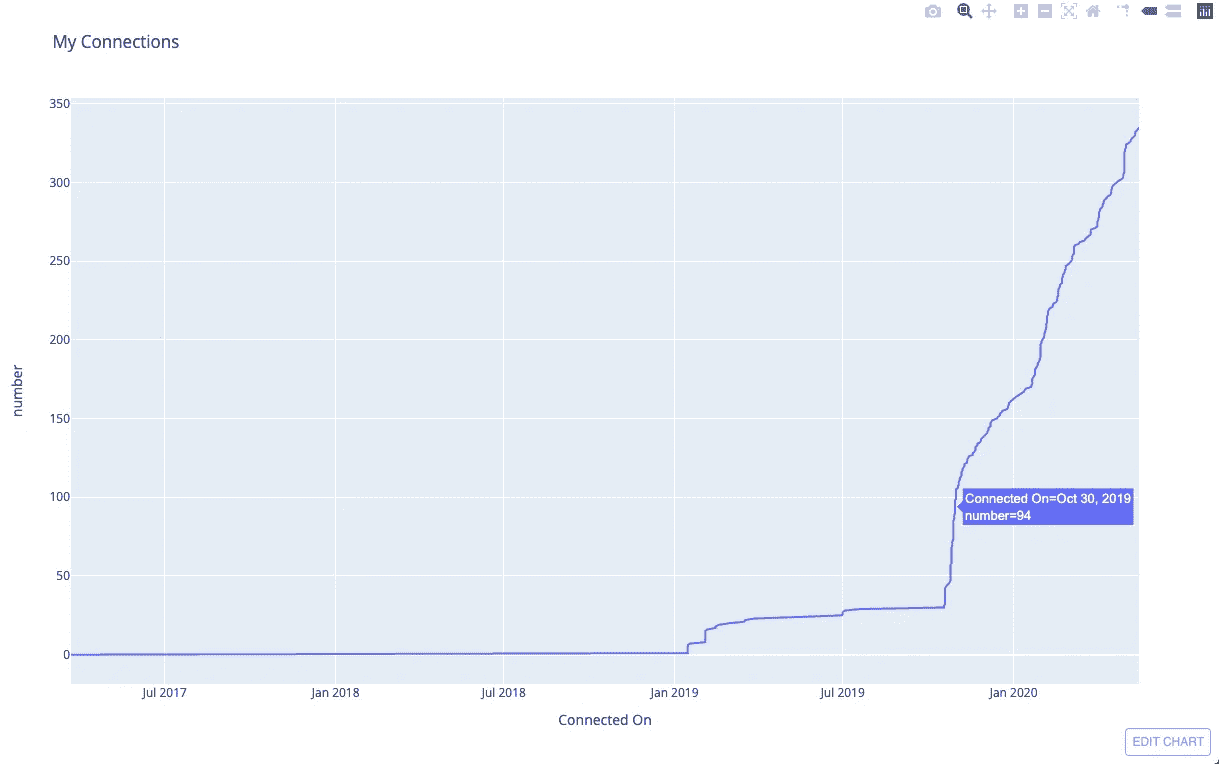 My Connections
350
300
250
200
150
100
50
0
number
Connected On=Oct 30, 2019
number=94
Jul 2017
Jan 2018
Jul 2018
Jan 2019
Jul 2019
Jan 2020
Connected On
EDIT CHART